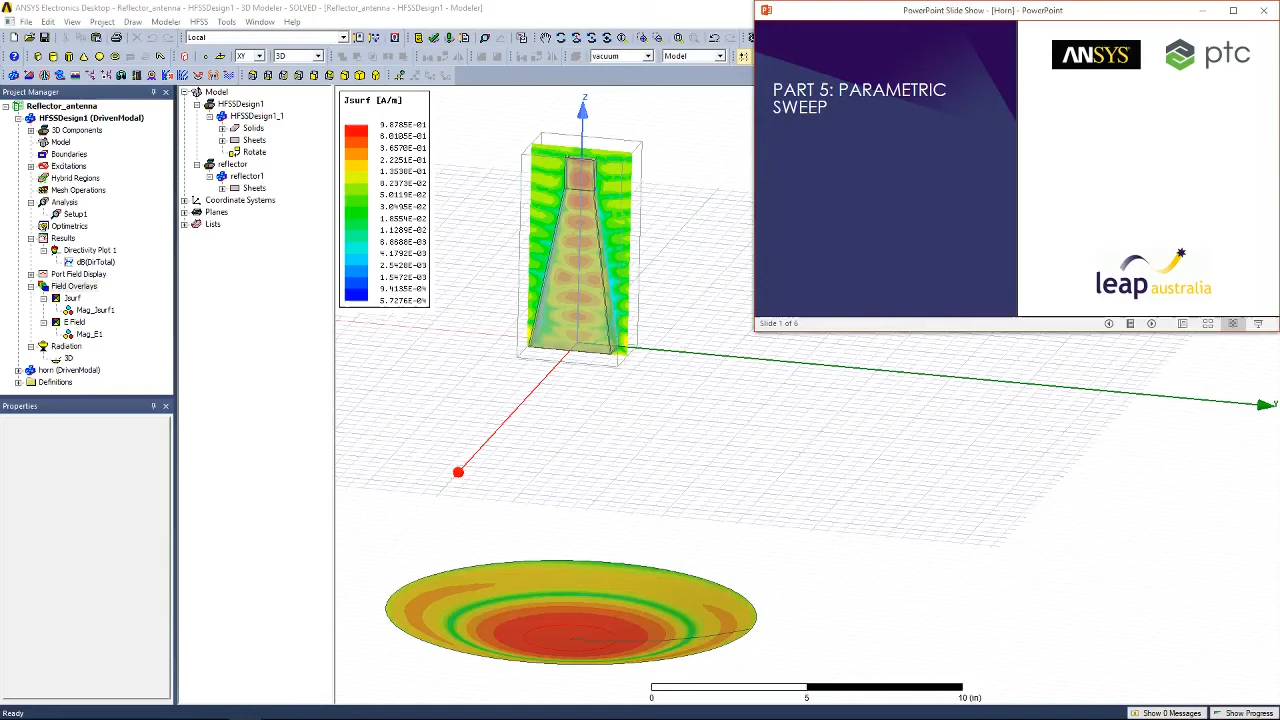 ANSYS Electronics Desktop - Reflector_antenna - HFSSDesign1 - 3D Modeler - SOLVED - [Reflector_antenna - HFSSDesign1 - Modeler]
File Edit View Project Draw Modeler HFSS Tools Window Help
Local
XY 3D vacuum Model
Project Manager
Reflector_antenna
HFSSDesign1 (DrivenModal)
3D Components
Model
Boundaries
Excitations
Hybrid Regions
Mesh Operations
Analysis
Setup1
Optimetrics
Results
Directivity Plot 1
dB(DirTotal)
Port Field Display
Field Overlays
Jsurf
Mag_Jsurf1
E Field
Mag_E1
Radiation
3D
horn (DrivenModal)
Definitions
Properties
Model
HFSSDesign1
HFSSDesign1_1
Solids
Sheets
Rotate
reflector
reflector1
Sheets
Coordinate Systems
Planes
Lists
Jsurf [A/m]
Z
Y
0 5 10 (in)
PowerPoint Slide Show - [Horn] - PowerPoint
PART 5: PARAMETRIC
SWEEP
ANSYS
ptc
leap australia
Slide 1 of 6
Ready
Show 0 Messages Show Progress